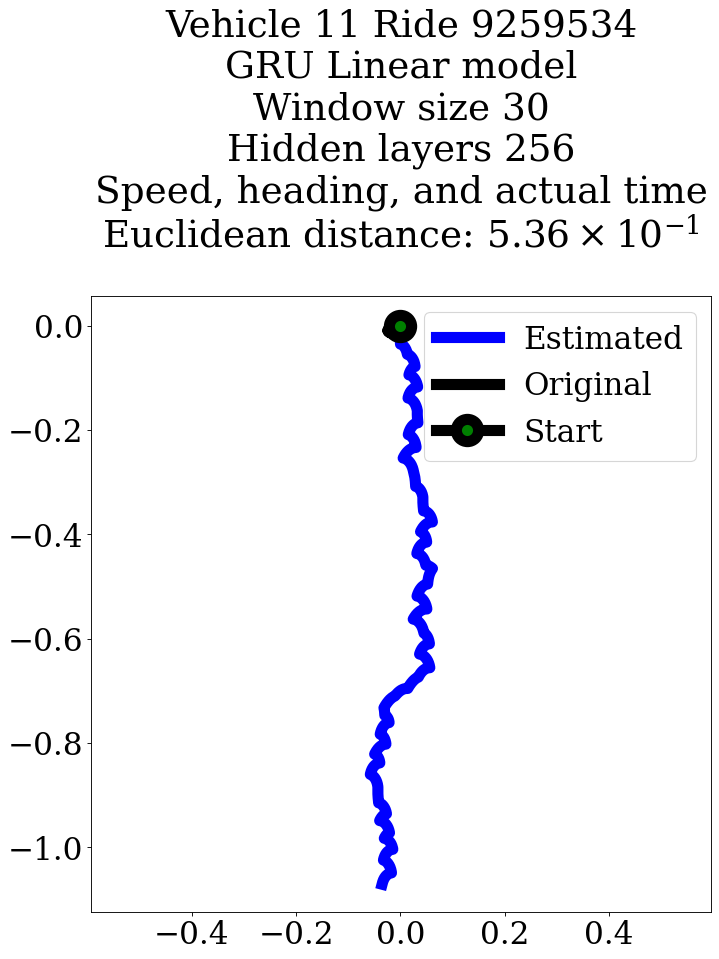 Vehicle 11 Ride 9259534
GRU Linear model
Window size 30
Hidden layers 256
Speed, heading, and actual time
Euclidean distance: 5.36 × 10⁻¹
Estimated
Original
Start
0.0
−0.2
−0.4
−0.6
−0.8
−1.0
−0.4 −0.2 0.0 0.2 0.4